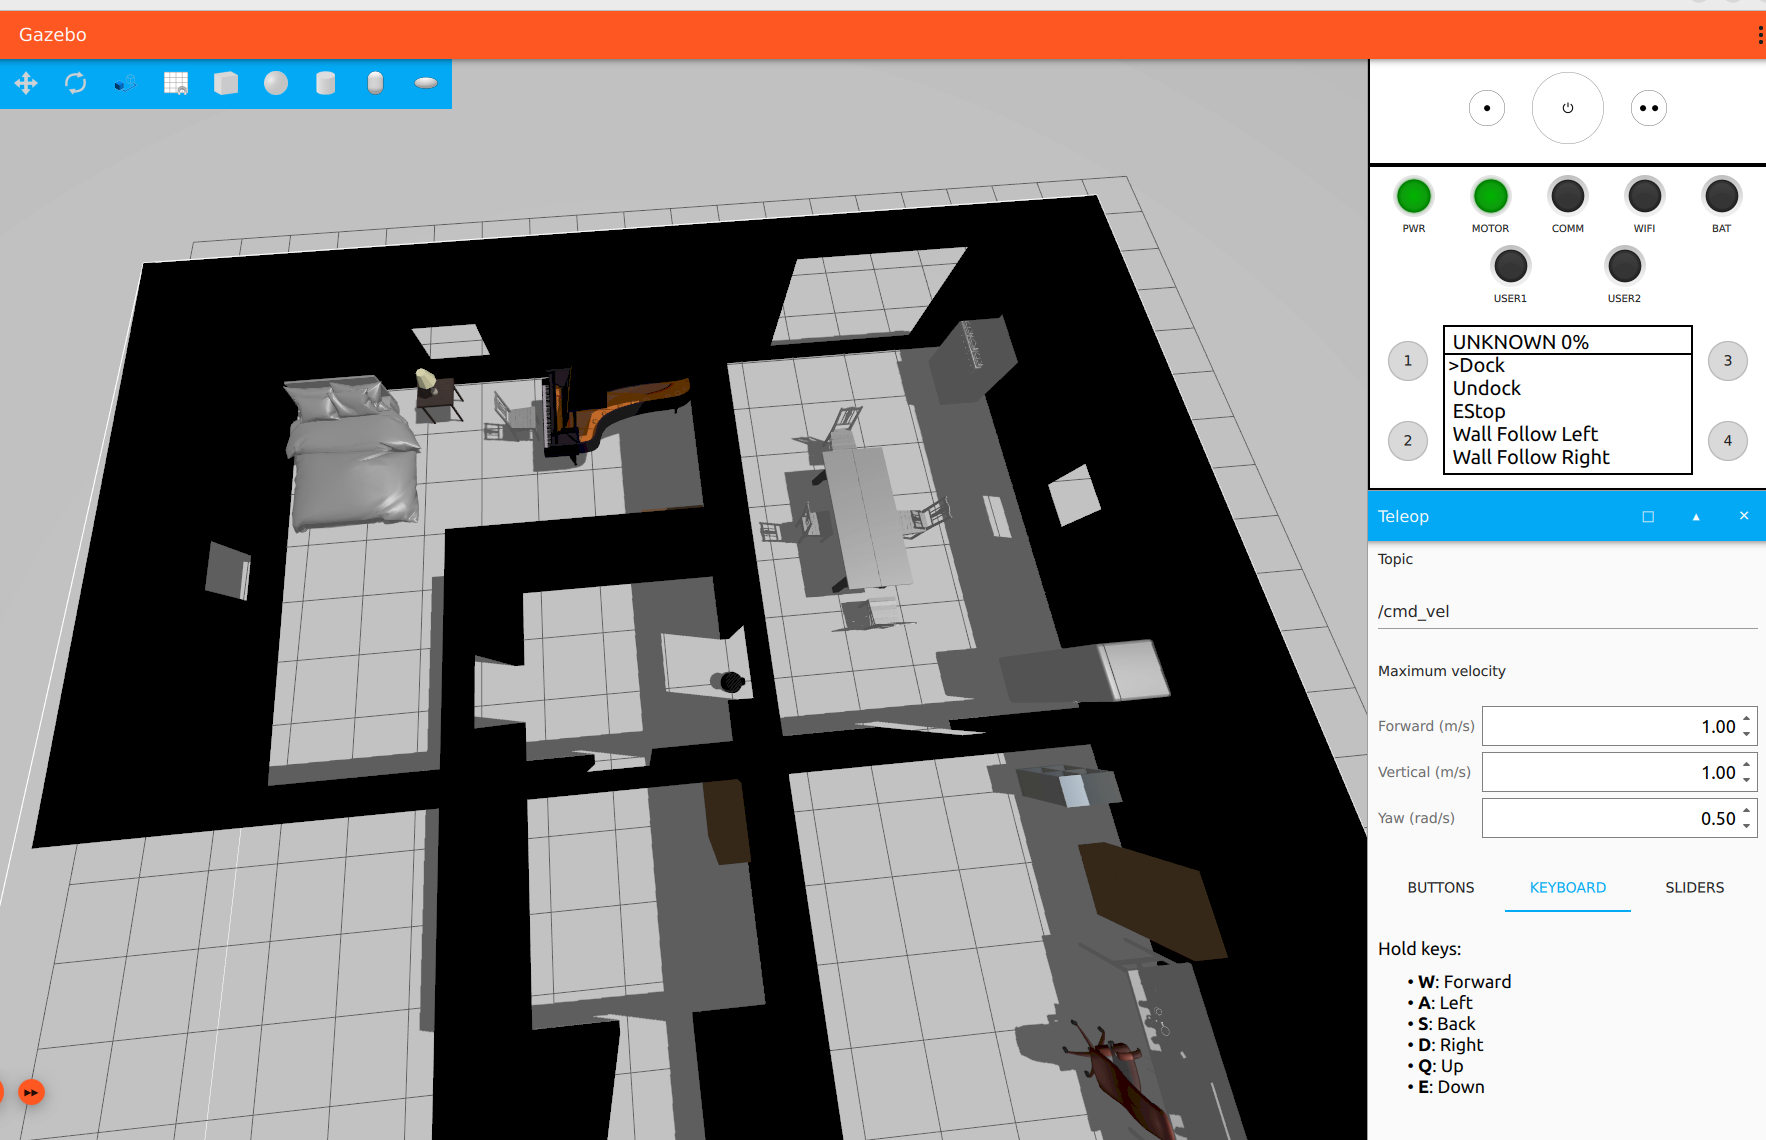 Gazebo
PWR
MOTOR
COMM
WIFI
BAT
USER1
USER2
1
2
3
4
UNKNOWN 0%
>Dock
Undock
EStop
Wall Follow Left
Wall Follow Right
Teleop
Topic
/cmd_vel
Maximum velocity
Forward (m/s) 1.00
Vertical (m/s) 1.00
Yaw (rad/s) 0.50
BUTTONS KEYBOARD SLIDERS
Hold keys:
• W: Forward
• A: Left
• S: Back
• D: Right
• Q: Up
• E: Down